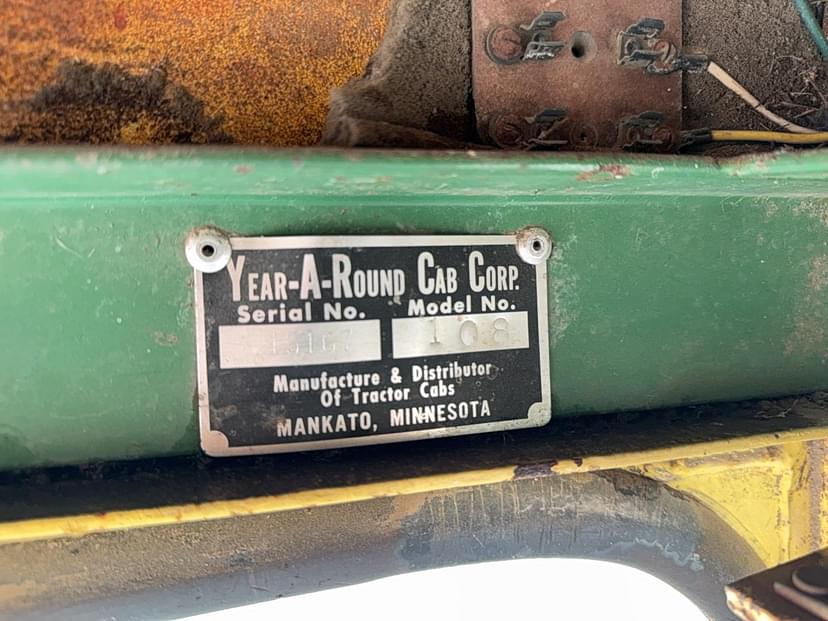 YEAR-A-ROUND CAB CORP.
Serial No. Model No.
108
Manufacture & Distributor
Of Tractor Cabs
MANKATO, MINNESOTA